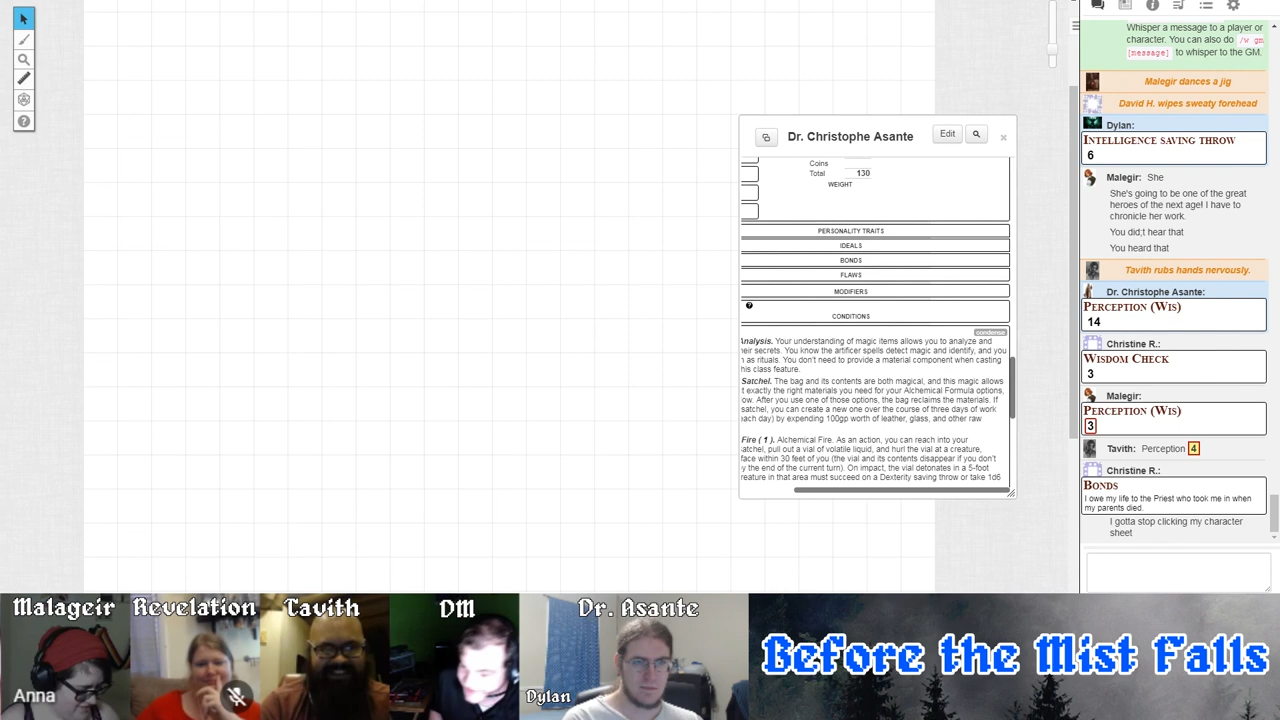 Whisper a message to a player or
character. You can also do /w gm
[message] to whisper to the GM.
Malegir dances a jig
David H. wipes sweaty forehead
Dylan:
INTELLIGENCE SAVING THROW
6
Malegir: She
She's going to be one of the great
heroes of the next age! I have to
chronicle her work.
You did;t hear that
You heard that
Tavith rubs hands nervously.
Dr. Christophe Asante:
PERCEPTION (WIS)
14
Christine R.:
WISDOM CHECK
3
Malegir:
PERCEPTION (WIS)
3
Tavith: Perception 4
Christine R.:
BONDS
I owe my life to the Priest who took me in when
my parents died.
I gotta stop clicking my character
sheet
Dr. Christophe Asante
Edit
Coins
Total 130
WEIGHT
PERSONALITY TRAITS
IDEALS
BONDS
FLAWS
MODIFIERS
CONDITIONS
condense
Analysis. Your understanding of magic items allows you to analyze and
heir secrets. You know the artificer spells detect magic and identify, and you
as rituals. You don't need to provide a material component when casting
his class feature.
Satchel. The bag and its contents are both magical, and this magic allows
t exactly the right materials you need for your Alchemical Formula options,
ow. After you use one of those options, the bag reclaims the materials. If
satchel, you can create a new one over the course of three days of work
each day) by expending 100gp worth of leather, glass, and other raw
Fire ( 1 ). Alchemical Fire. As an action, you can reach into your
atchel, pull out a vial of volatile liquid, and hurl the vial at a creature,
face within 30 feet of you (the vial and its contents disappear if you don't
y the end of the current turn). On impact, the vial detonates in a 5-foot
reature in that area must succeed on a Dexterity saving throw or take 1d6
Malageir
Revelation
Tavith
DM
Dr. Asante
Anna
Dylan
Before the Mist Falls